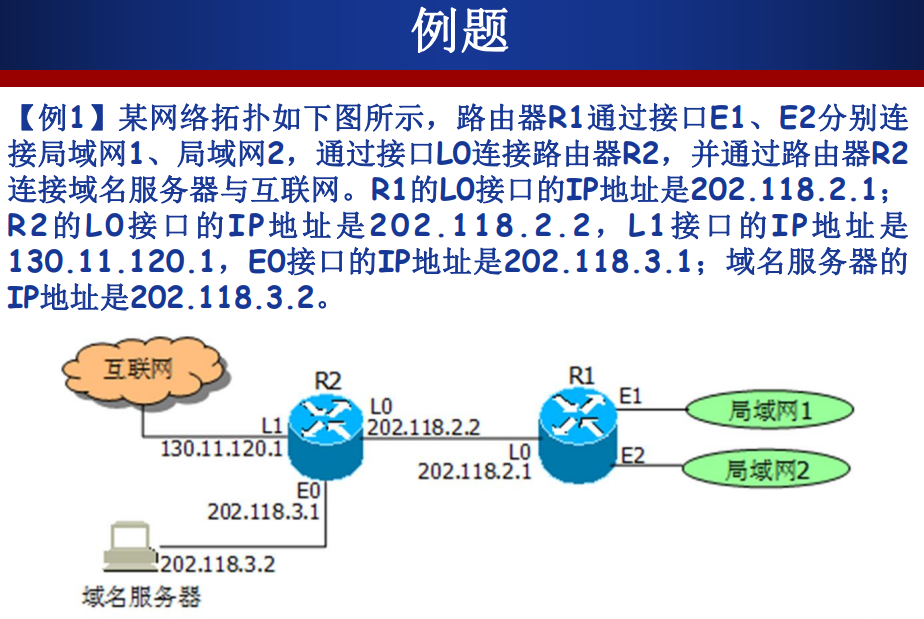 例题
【例1】某网络拓扑如下图所示，路由器R1通过接口E1、E2分别连
接局域网1、局域网2，通过接口L0连接路由器R2，并通过路由器R2
连接域名服务器与互联网。R1的L0接口的IP地址是202.118.2.1；
R2的L0接口的IP地址是202.118.2.2，L1接口的IP地址是
130.11.120.1，E0接口的IP地址是202.118.3.1；域名服务器的
IP地址是202.118.3.2。
互联网
R2
R1
L0
E1
局域网1
L1
202.118.2.2
130.11.120.1
L0
E2
202.118.2.1
局域网2
E0
202.118.3.1
202.118.3.2
域名服务器